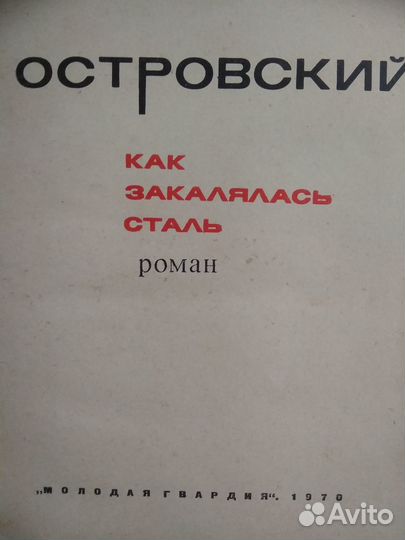 ОСТРОВСКИЙ
КАК
ЗАКАЛЯЛАСЬ
СТАЛЬ
роман
„МОЛОДАЯ ГВАРДИЯ“. 1970
Avito